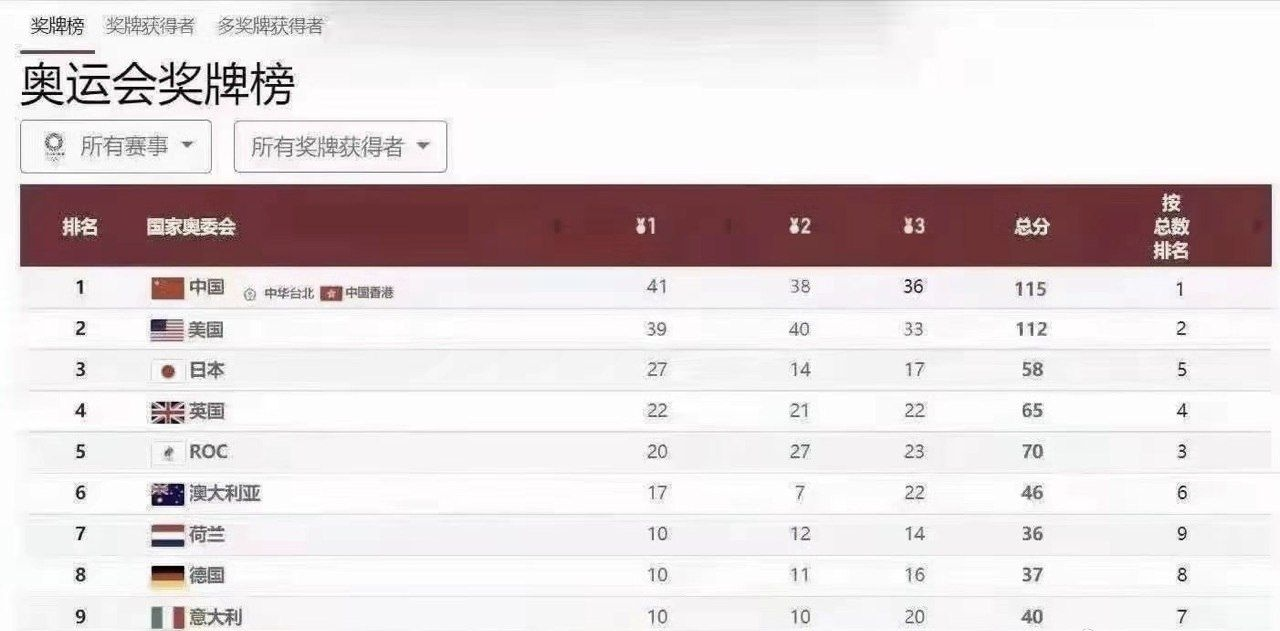 奖牌榜 奖牌获得者 多奖牌获得者
奥运会奖牌榜
所有赛事 所有奖牌获得者
排名 国家奥委会 1 2 3 总分 按总数排名
1 中国 中华台北 中国香港 41 38 36 115 1
2 美国 39 40 33 112 2
3 日本 27 14 17 58 5
4 英国 22 21 22 65 4
5 ROC 20 27 23 70 3
6 澳大利亚 17 7 22 46 6
7 荷兰 10 12 14 36 9
8 德国 10 11 16 37 8
9 意大利 10 10 20 40 7